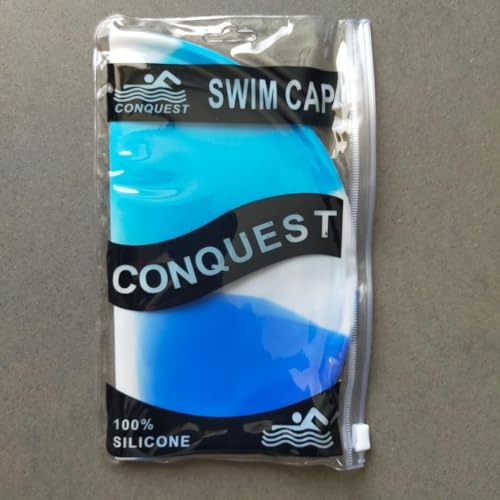 CONQUEST
SWIM CAP
CONQUEST
100%
SILICONE